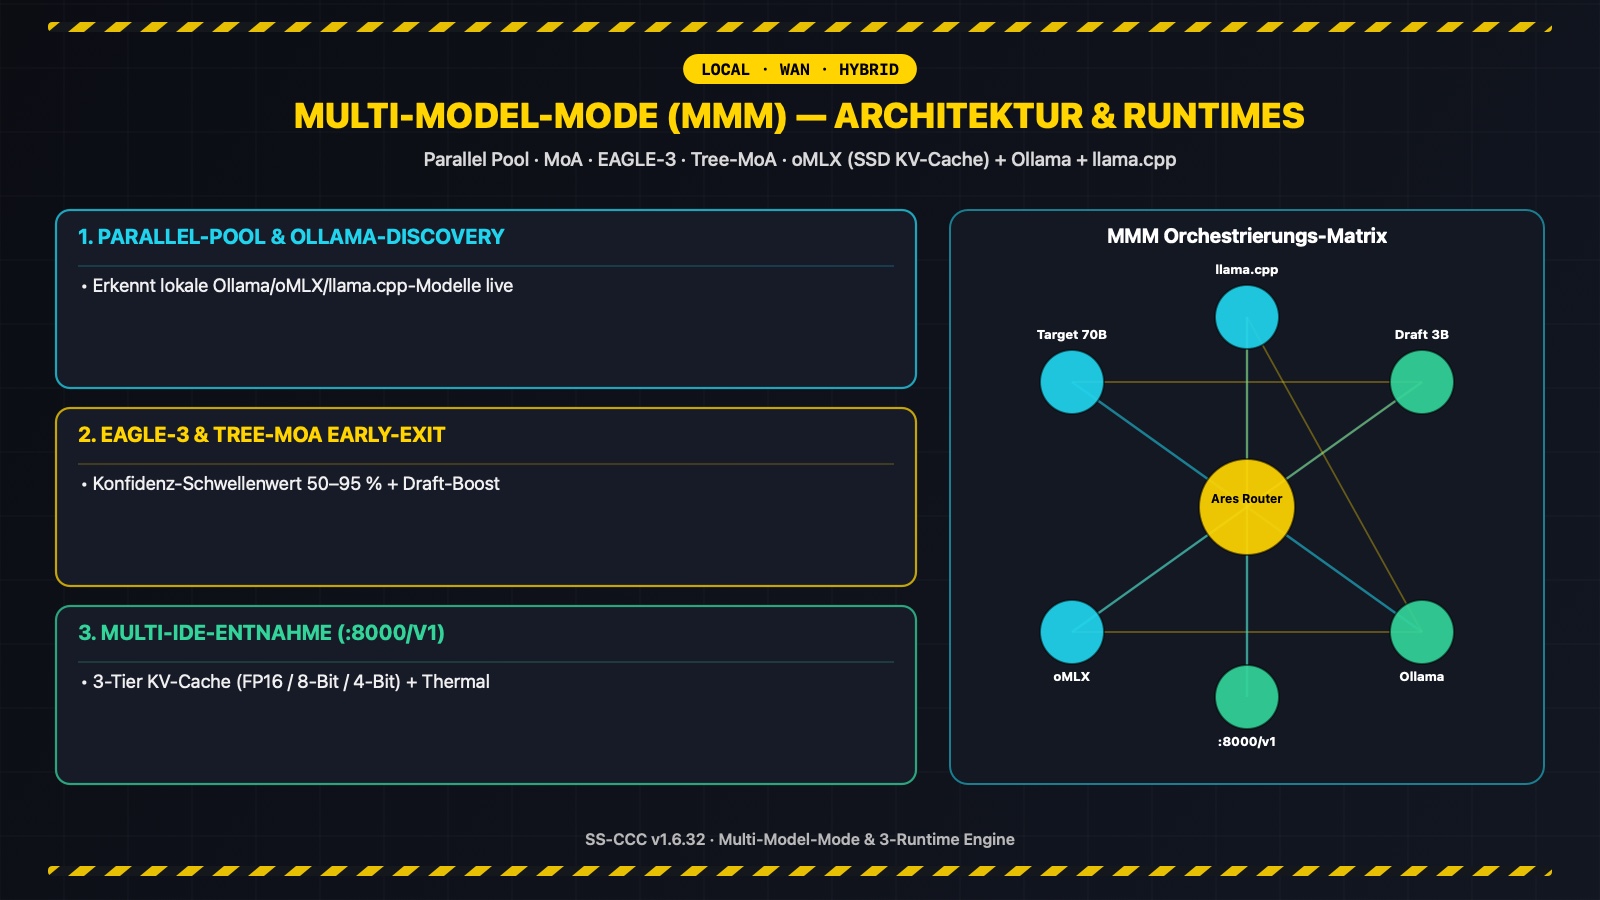 LOCAL · WAN · HYBRID
MULTI-MODEL-MODE (MMM) — ARCHITEKTUR & RUNTIMES
Parallel Pool · MoA · EAGLE-3 · Tree-MoA · oMLX (SSD KV-Cache) + Ollama + llama.cpp
1. PARALLEL-POOL & OLLAMA-DISCOVERY
• Erkennt lokale Ollama/oMLX/llama.cpp-Modelle live
2. EAGLE-3 & TREE-MOA EARLY-EXIT
• Konfidenz-Schwellenwert 50–95 % + Draft-Boost
3. MULTI-IDE-ENTNAHME (:8000/V1)
• 3-Tier KV-Cache (FP16 / 8-Bit / 4-Bit) + Thermal
MMM Orchestrierungs-Matrix
llama.cpp
Target 70B
Draft 3B
Ares Router
oMLX
Ollama
:8000/v1
SS-CCC v1.6.32 · Multi-Model-Mode & 3-Runtime Engine